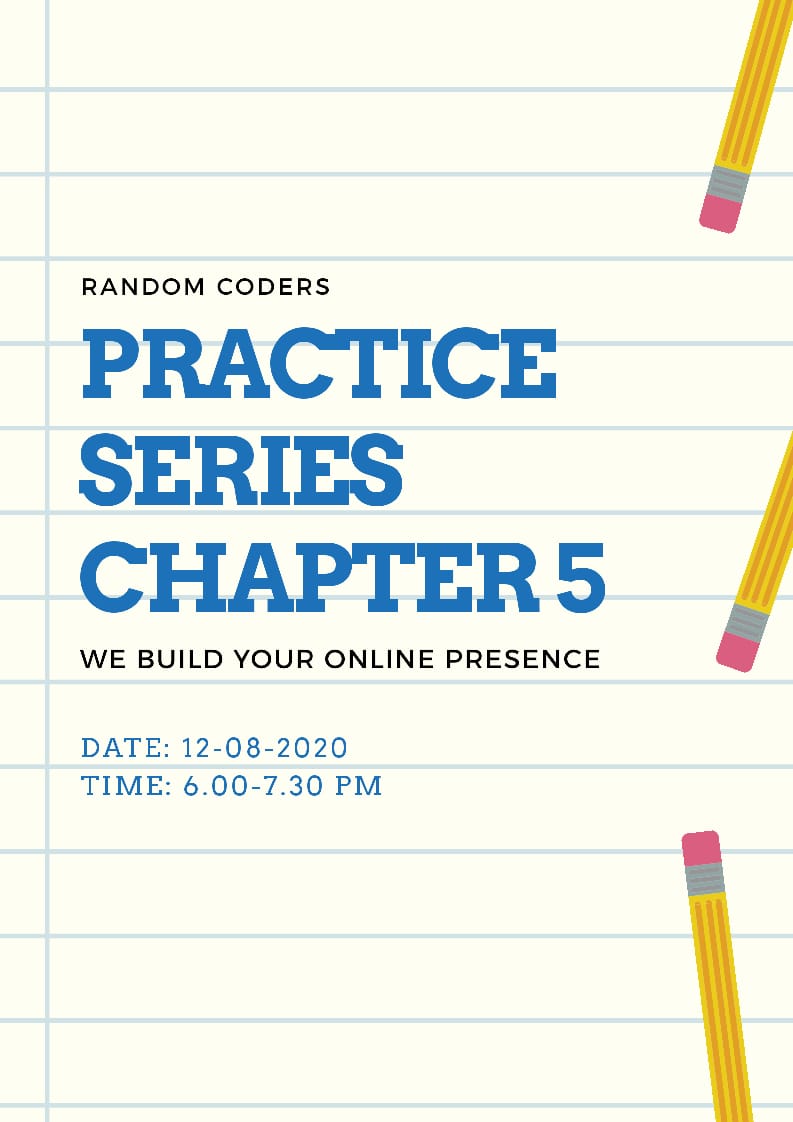 RANDOM CODERS
PRACTICE
SERIES
CHAPTER 5
WE BUILD YOUR ONLINE PRESENCE
DATE: 12-08-2020
TIME: 6.00-7.30 PM